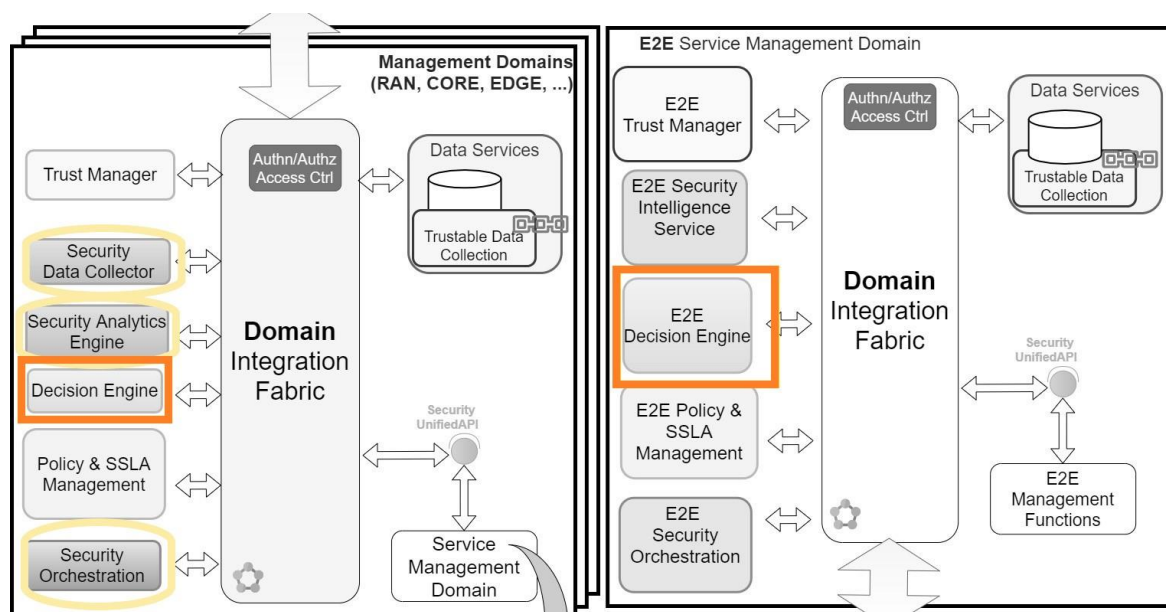 Management Domains
(RAN, CORE, EDGE, ...)
Authn/Authz
Access Ctrl
Data Services
Trust Manager
Trustable Data
Collection
Security
Data Collector
Security Analytics
Engine
Domain
Integration
Fabric
Decision Engine
Security
UnifiedAPI
Policy & SSLA
Management
Security
Orchestration
Service
Management
Domain
E2E Service Management Domain
E2E
Trust Manager
Authn/Authz
Access Ctrl
Data Services
Trustable Data
Collection
E2E Security
Intelligence
Service
Domain
Integration
Fabric
E2E
Decision Engine
Security
UnifiedAPI
E2E Policy &
SSLA
Management
E2E
Management
Functions
E2E
Security
Orchestration